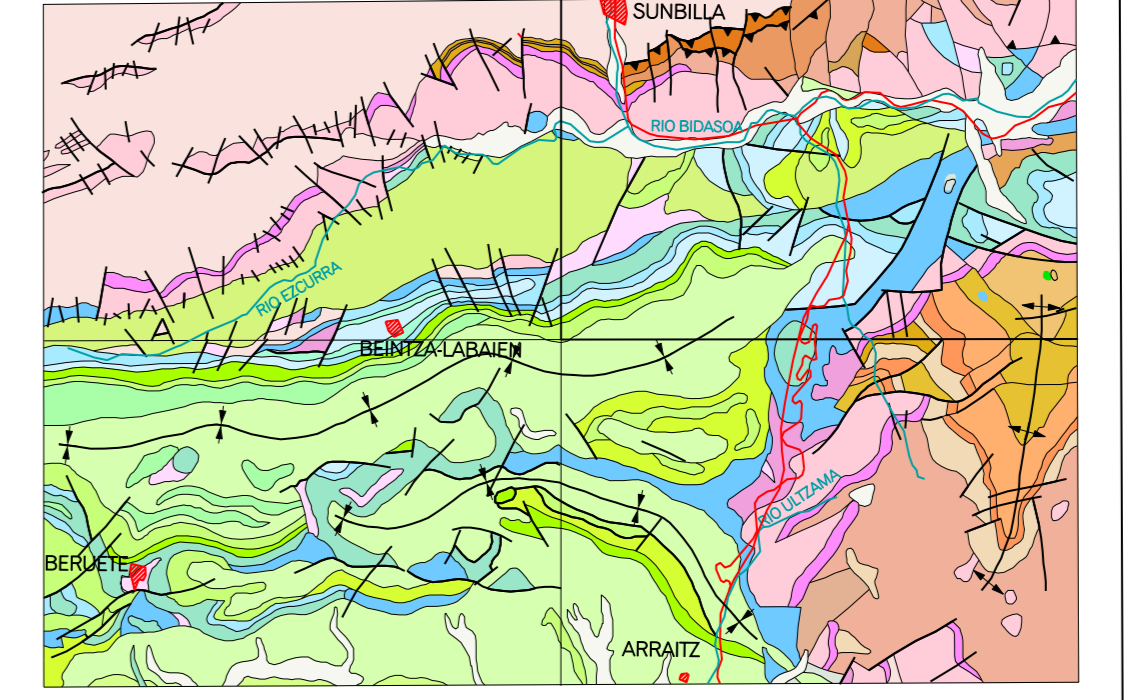 SUNBILLA
RIO BIDASOA
RIO EZCURRA
A
BEINTZA-LABAIEN
RIO ULTZAMA
BERUETE
ARRAITZ